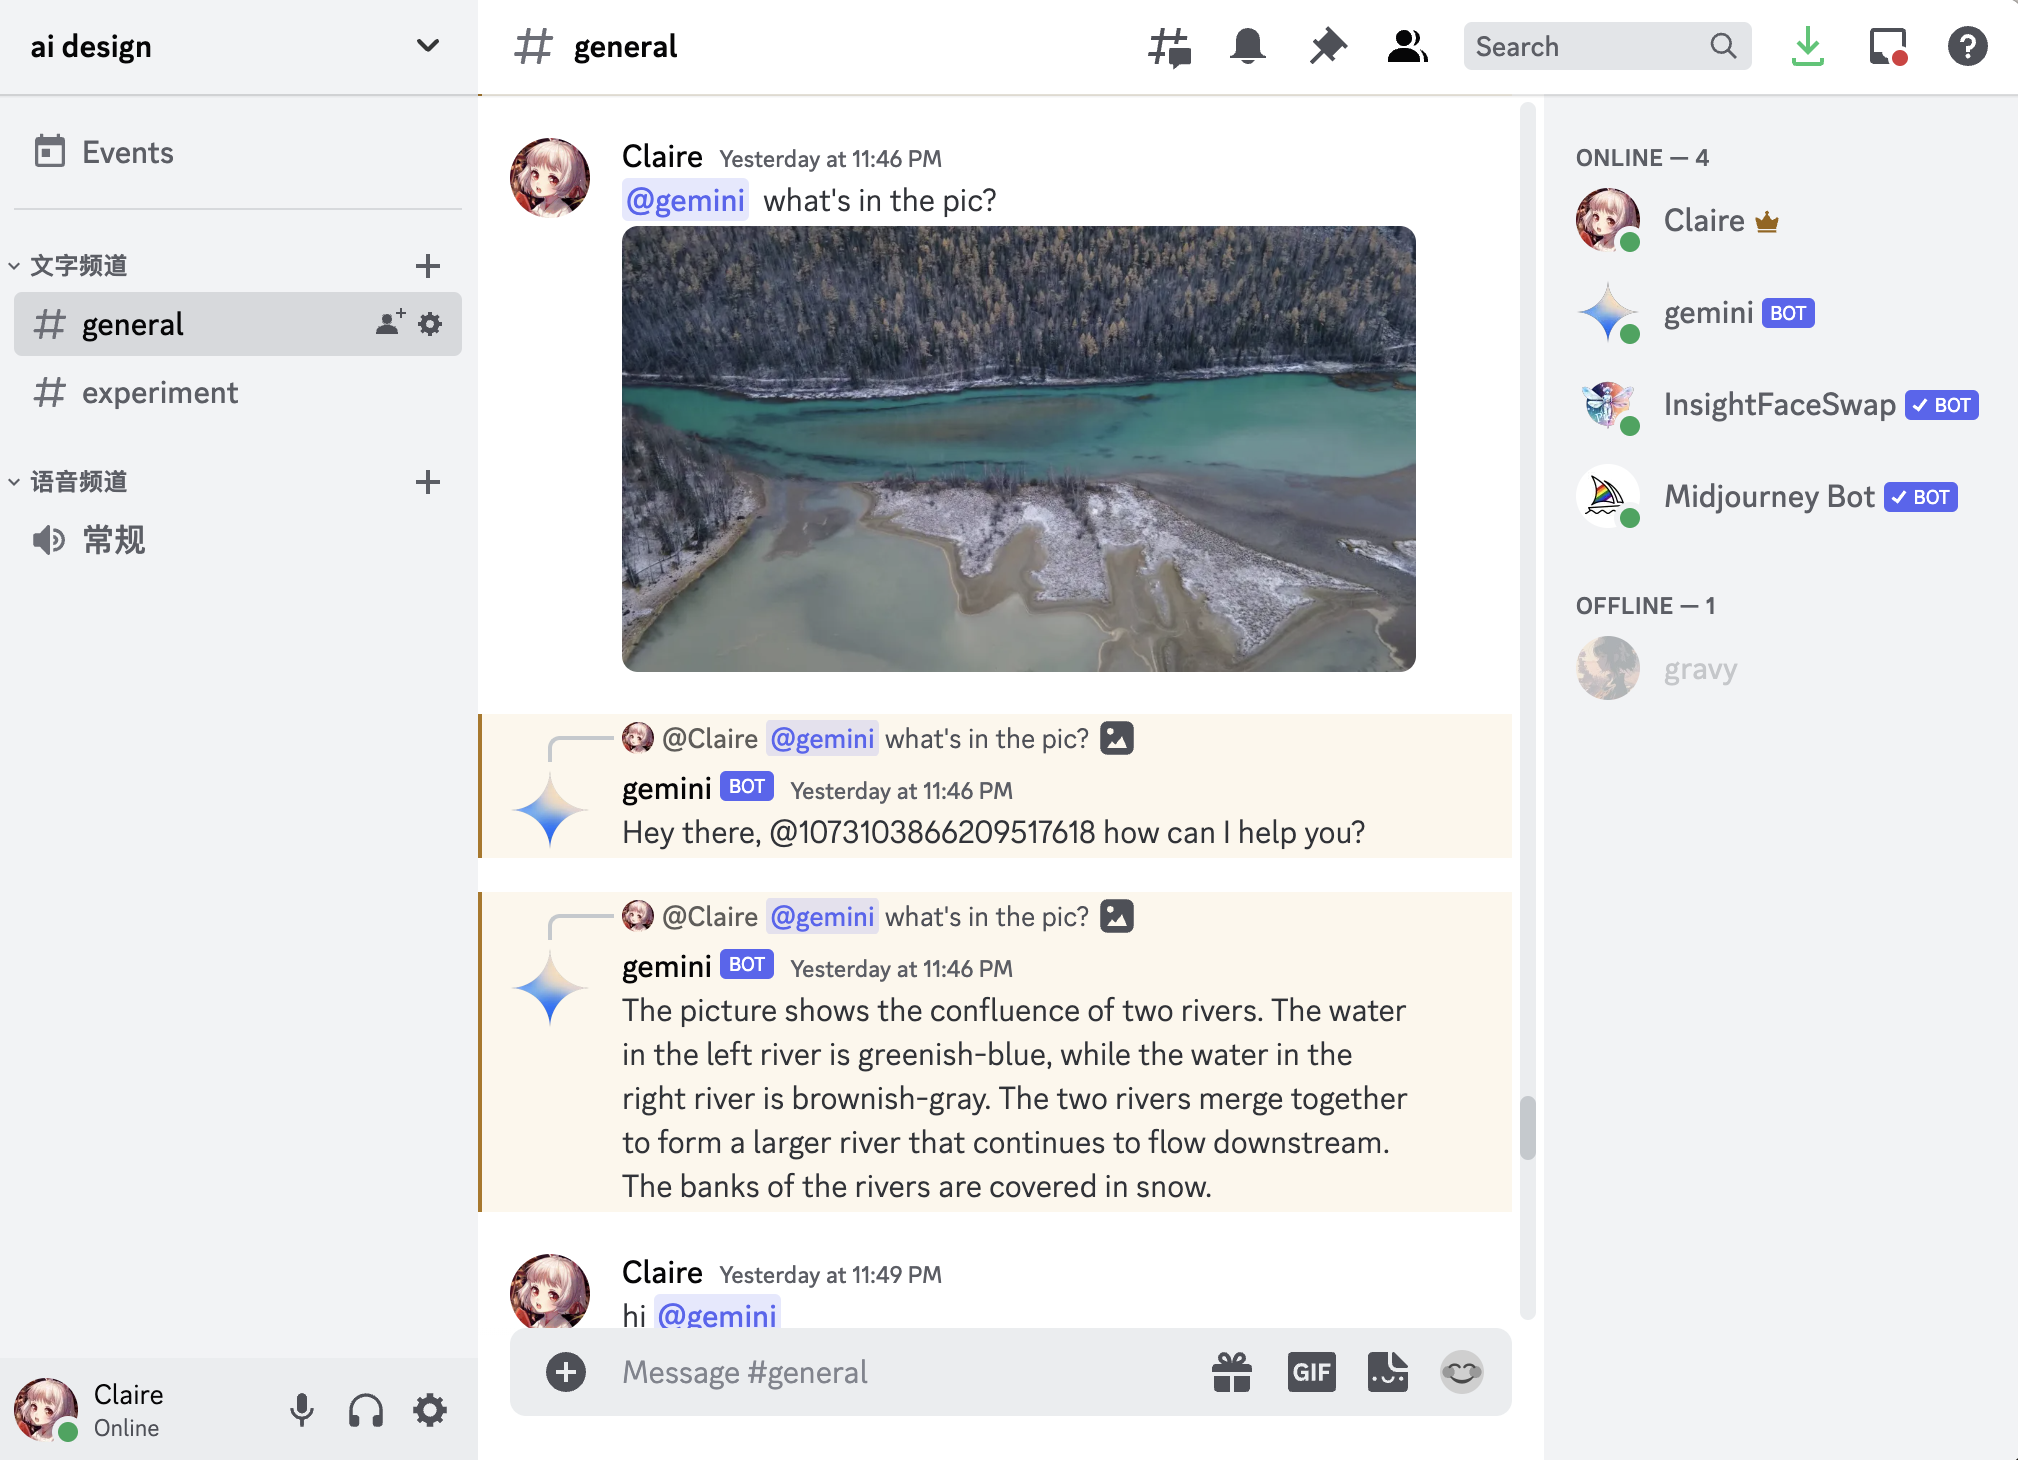 ai design
Events
文字频道
general
experiment
语音频道
常规
Claire
Online
general
Search
Claire Yesterday at 11:46 PM
@gemini what's in the pic?
@Claire @gemini what's in the pic?
gemini BOT Yesterday at 11:46 PM
Hey there, @1073103866209517618 how can I help you?
@Claire @gemini what's in the pic?
gemini BOT Yesterday at 11:46 PM
The picture shows the confluence of two rivers. The water
in the left river is greenish-blue, while the water in the
right river is brownish-gray. The two rivers merge together
to form a larger river that continues to flow downstream.
The banks of the rivers are covered in snow.
Claire Yesterday at 11:49 PM
hi @gemini
Message #general
GIF
ONLINE — 4
Claire
gemini BOT
InsightFaceSwap BOT
Midjourney Bot BOT
OFFLINE — 1
gravy